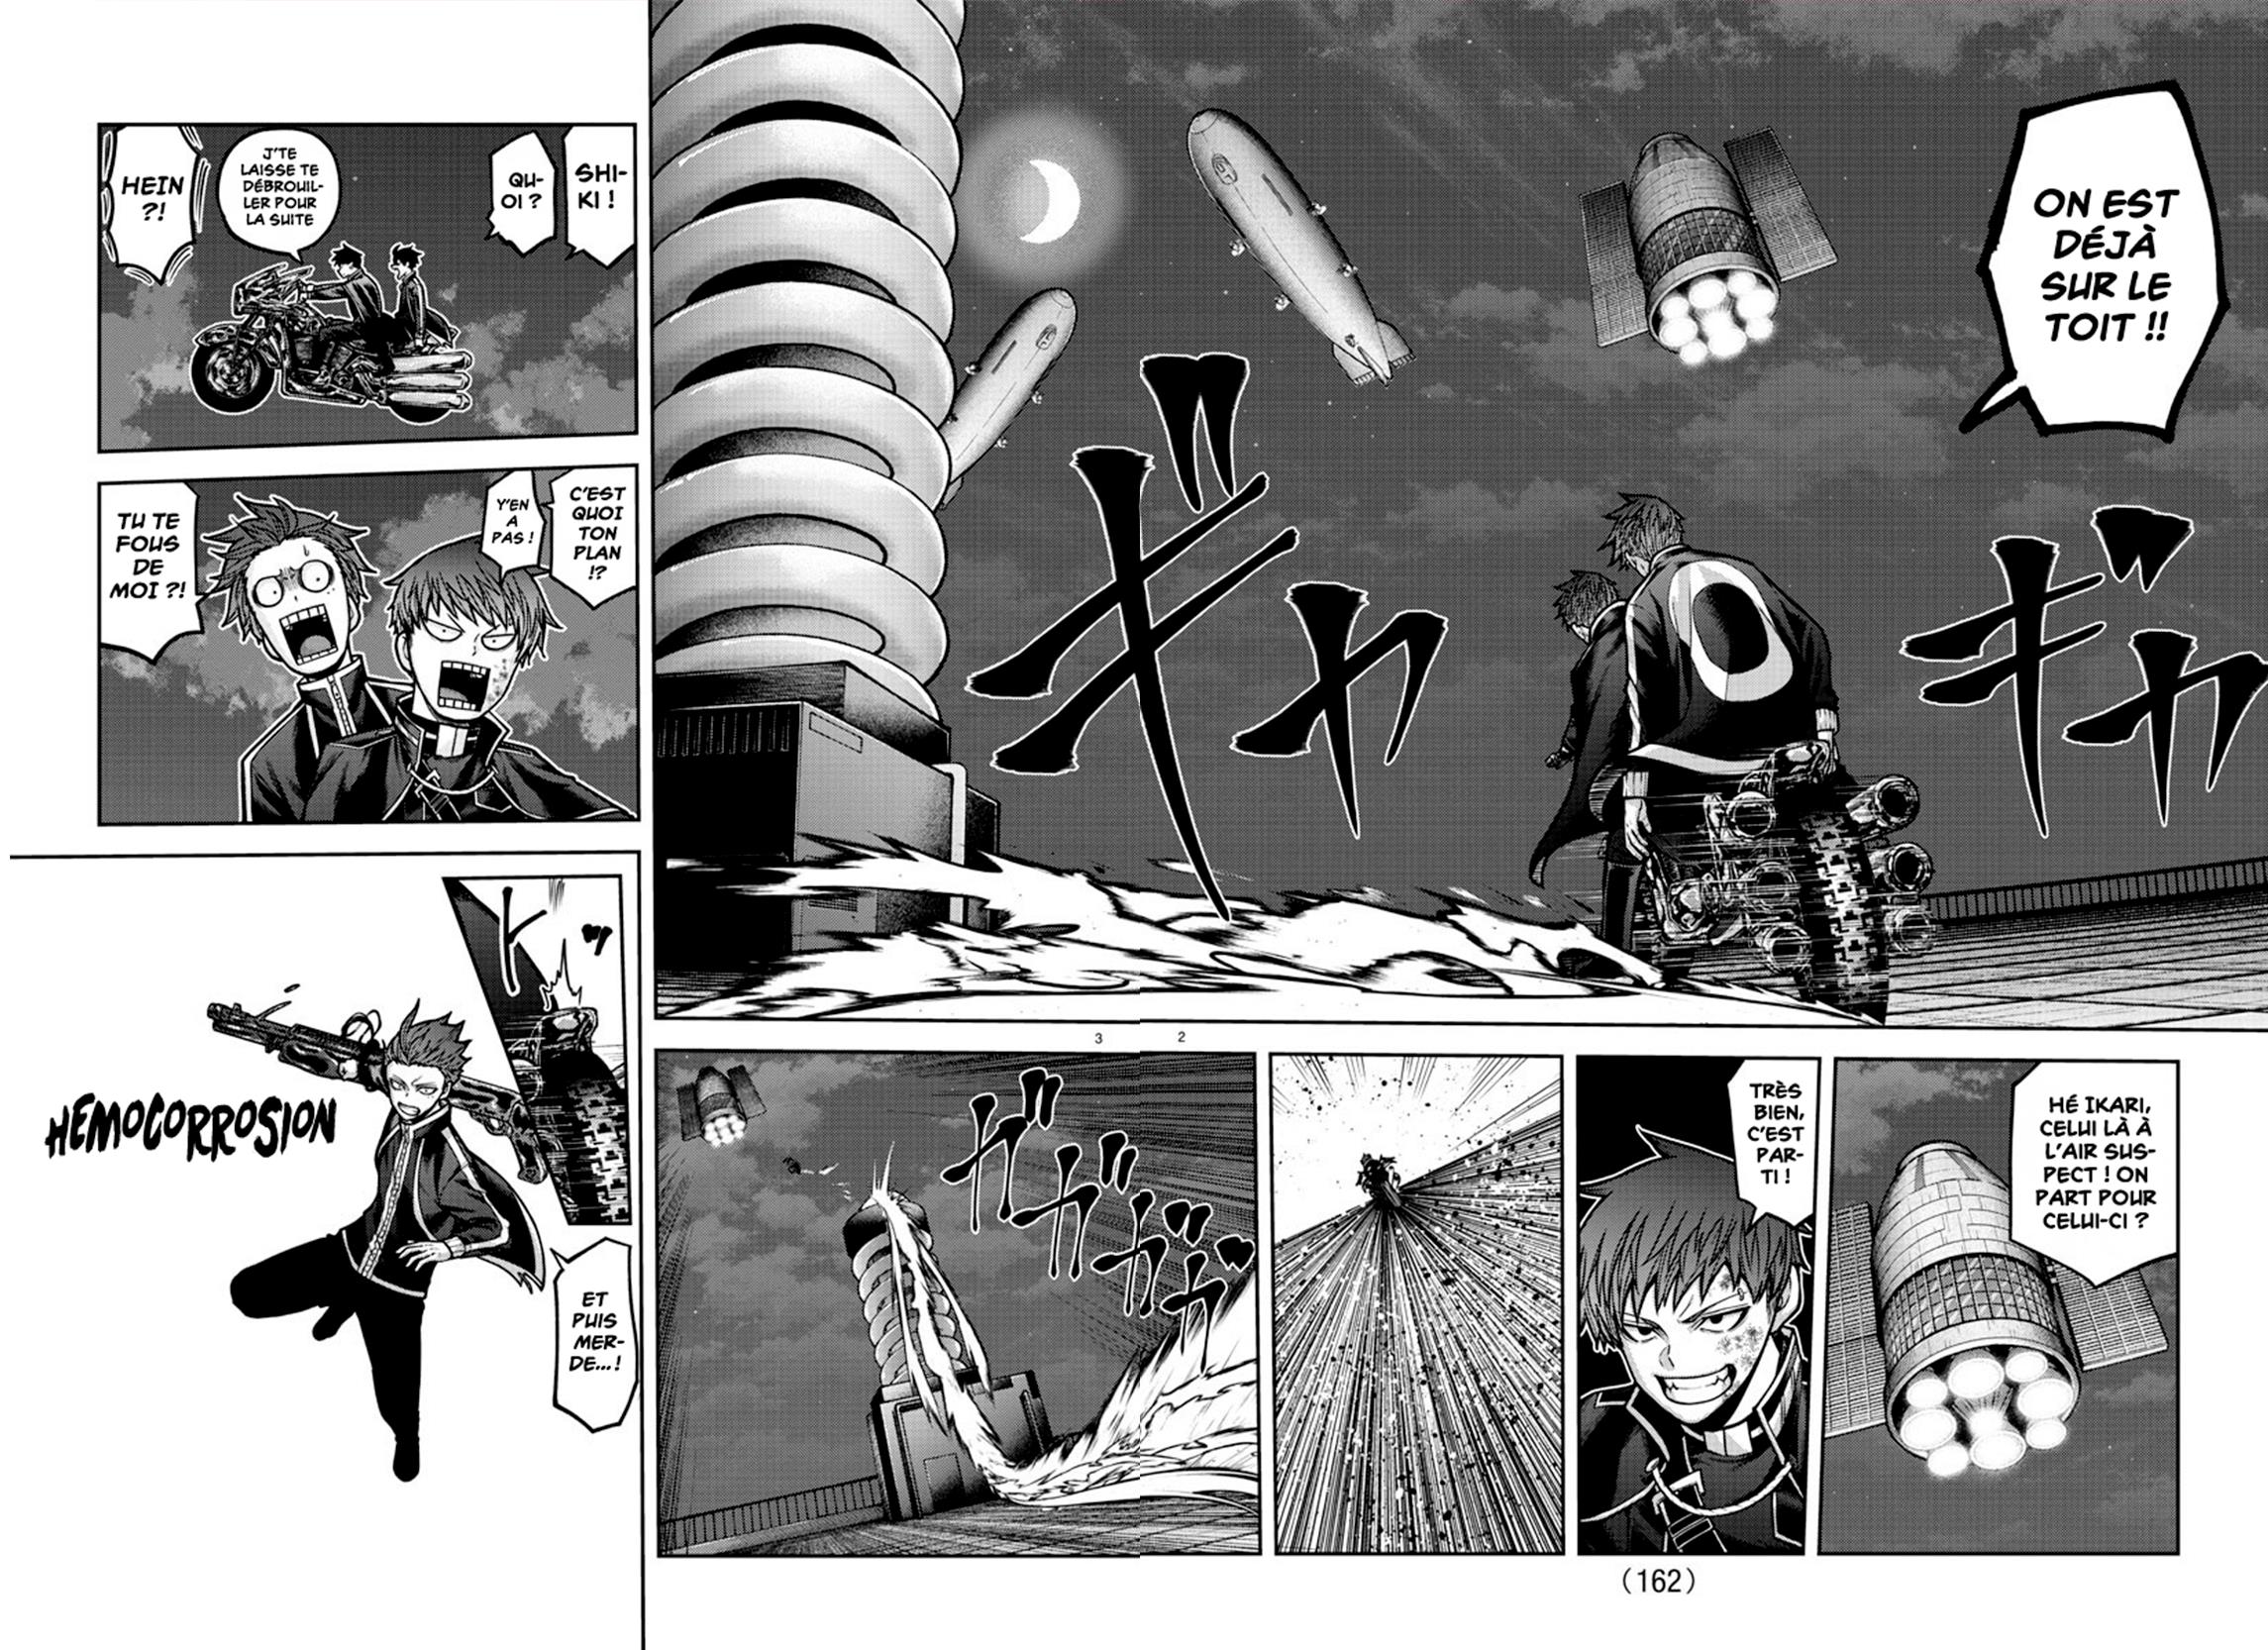 ON EST
DÉJÀ
SUR LE
TOIT !!
ギャ
ギャ
HÉ IKARI,
CELUI LÀ À
L'AIR SUS-
PECT ! ON
PART POUR
CELUI-CI ?
TRÈS
BIEN,
C'EST
PAR-
TI !
ガガガガ
2
3
(162)
SHI-
KI !
QU-
OI ?
J'TE
LAISSE TE
DÉBROUIL-
LER POUR
LA SUITE
HEIN
?!
C'EST
QUOI
TON
PLAN
!?
Y'EN
A
PAS !
TU TE
FOUS
DE
MOI ?!
ドッ
ET
PUIS
MER-
DE...!
HEMOCORROSION